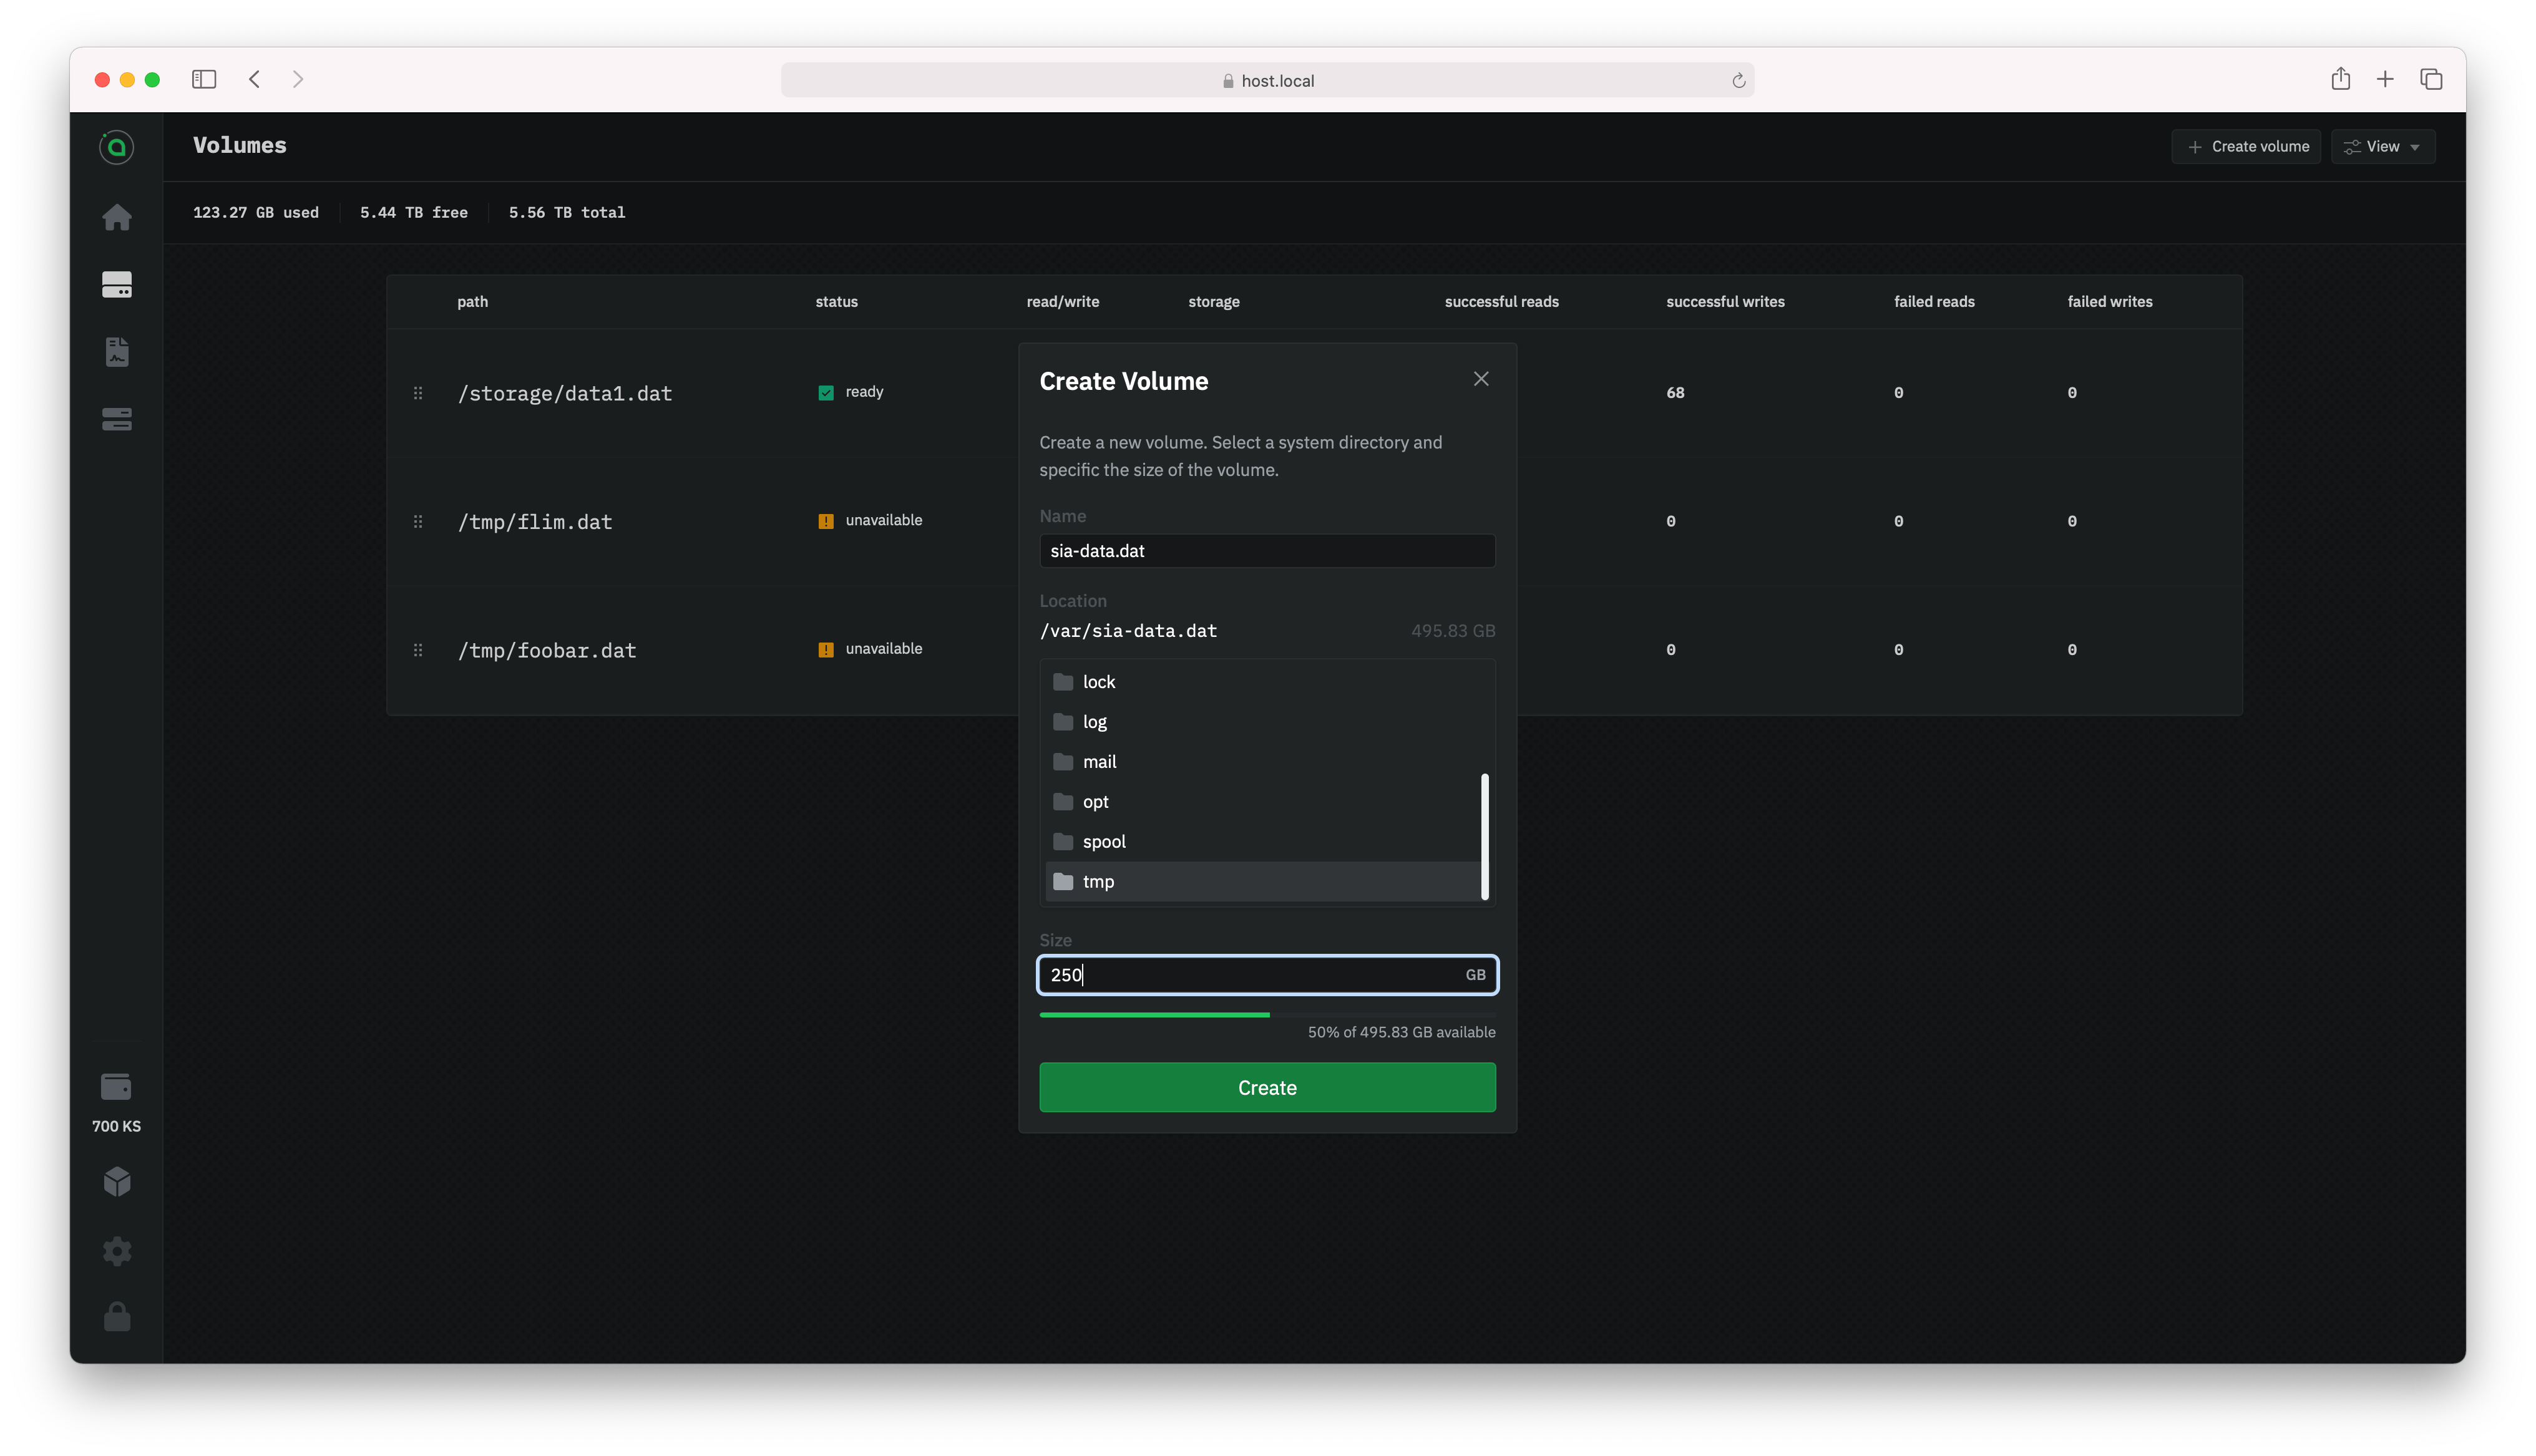 host.local
Volumes
Create volume
View
123.27 GB used
5.44 TB free
5.56 TB total
path
status
read/write
storage
successful reads
successful writes
failed reads
failed writes
/storage/data1.dat
ready
68
0
0
/tmp/flim.dat
unavailable
0
0
0
/tmp/foobar.dat
unavailable
0
0
0
Create Volume
Create a new volume. Select a system directory and
specific the size of the volume.
Name
sia-data.dat
Location
/var/sia-data.dat
495.83 GB
lock
log
mail
opt
spool
tmp
Size
250
GB
50% of 495.83 GB available
Create
700 KS